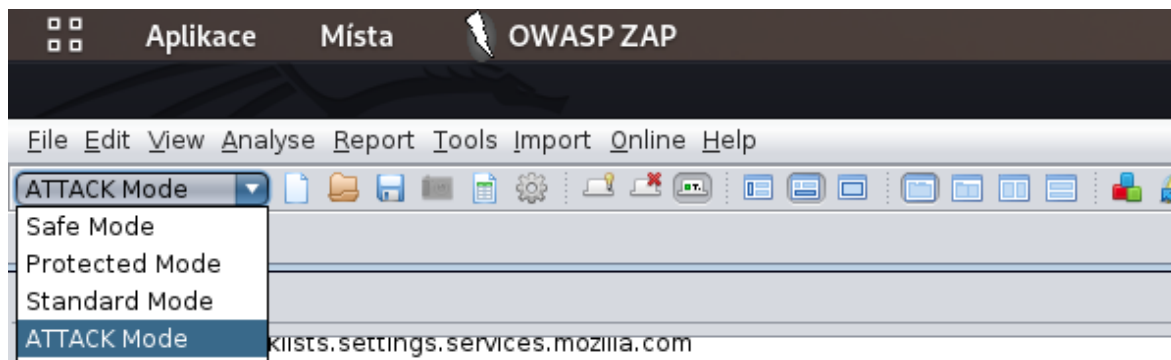 Aplikace Místa OWASP ZAP
File Edit View Analyse Report Tools Import Online Help
ATTACK Mode
Safe Mode
Protected Mode
Standard Mode
ATTACK Mode
klists.settings.services.mozilla.com